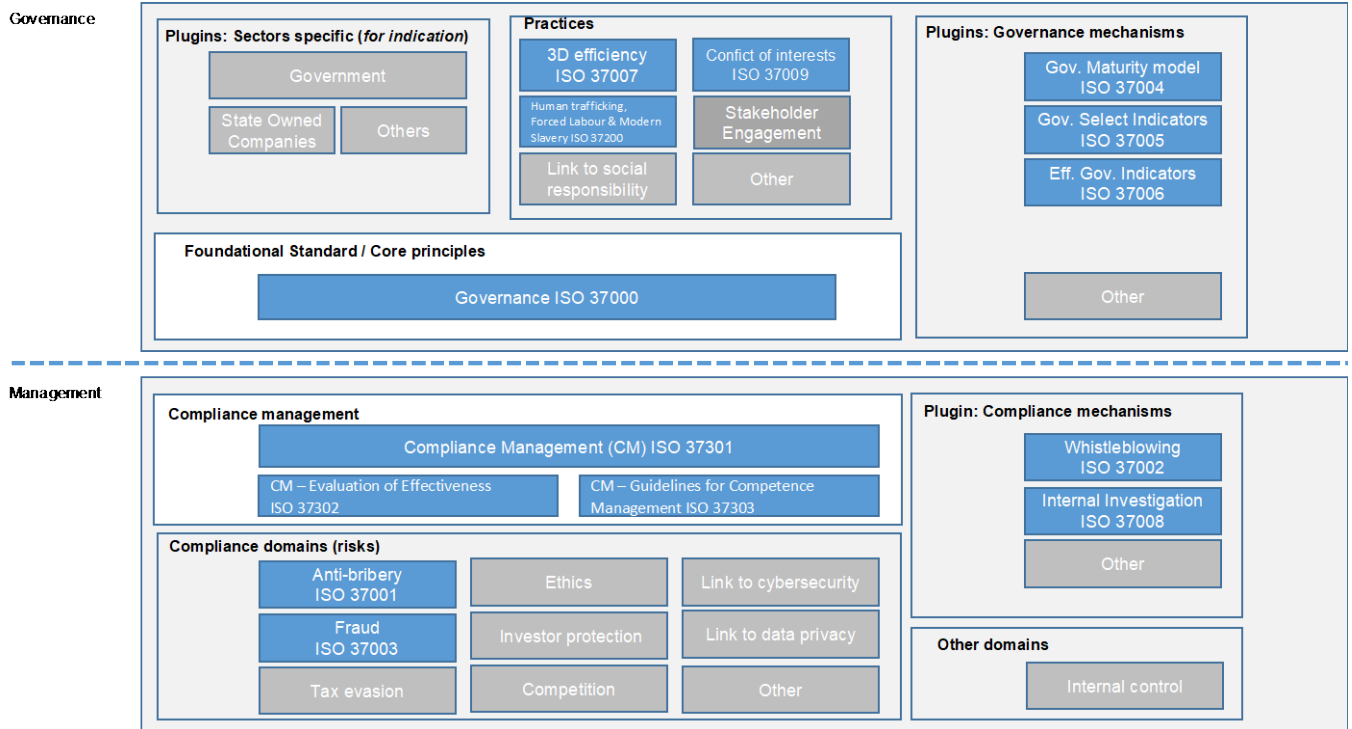 Governance
Plugins: Sectors specific (for indication)
Government
State Owned
Companies
Others
Practices
3D efficiency
ISO 37007
Confict of interests
ISO 37009
Human trafficking,
Forced Labour & Modern
Slavery ISO 37200
Stakeholder
Engagement
Link to social
responsibility
Other
Plugins: Governance mechanisms
Gov. Maturity model
ISO 37004
Gov. Select Indicators
ISO 37005
Eff. Gov. Indicators
ISO 37006
Other
Foundational Standard / Core principles
Governance ISO 37000
Management
Compliance management
Compliance Management (CM) ISO 37301
CM – Evaluation of Effectiveness
ISO 37302
CM – Guidelines for Competence
Management ISO 37303
Compliance domains (risks)
Anti-bribery
ISO 37001
Ethics
Link to cybersecurity
Fraud
ISO 37003
Investor protection
Link to data privacy
Tax evasion
Competition
Other
Plugin: Compliance mechanisms
Whistleblowing
ISO 37002
Internal Investigation
ISO 37008
Other
Other domains
Internal control